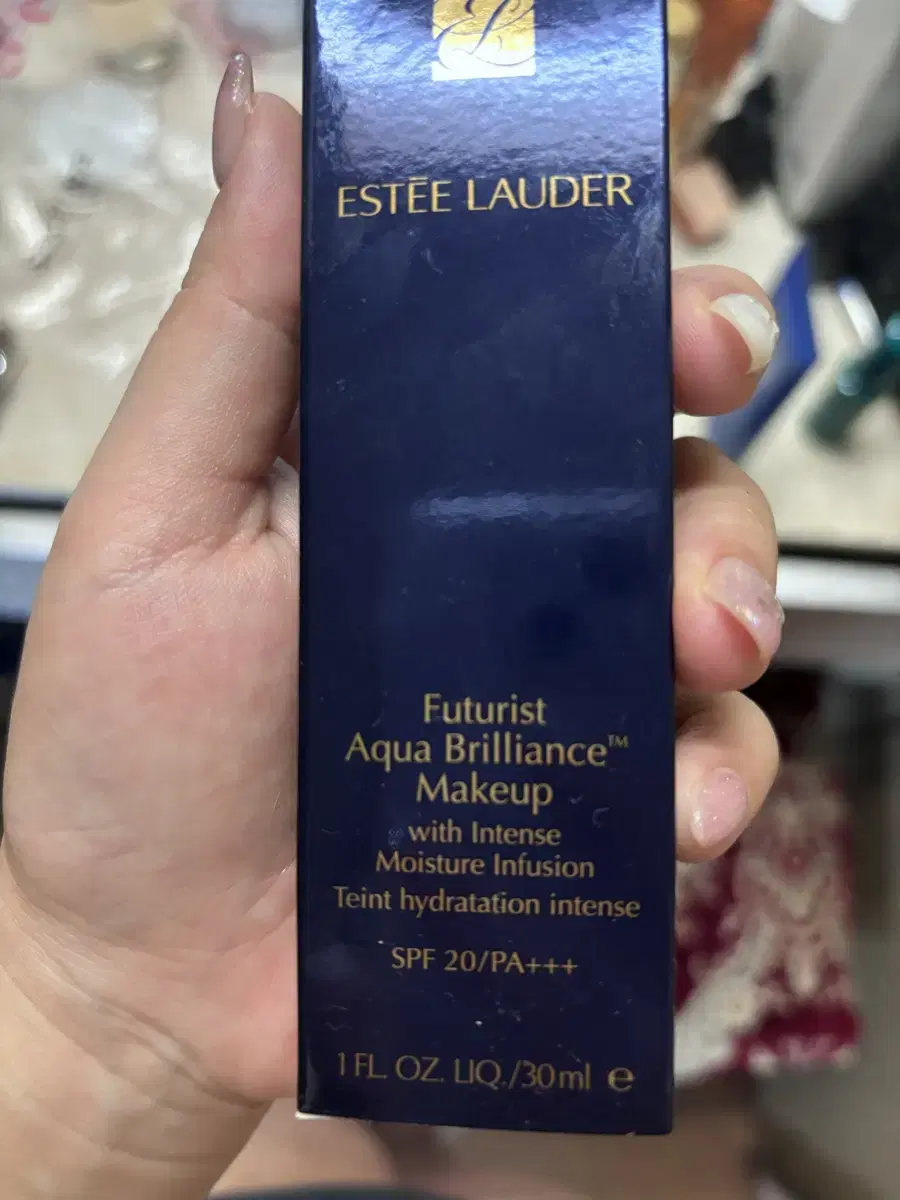 ESTĒE LAUDER
Futurist
Aqua Brilliance™
Makeup
with Intense
Moisture Infusion
Teint hydratation intense
SPF 20/PA+++
1 FL. OZ. LIQ./30ml e